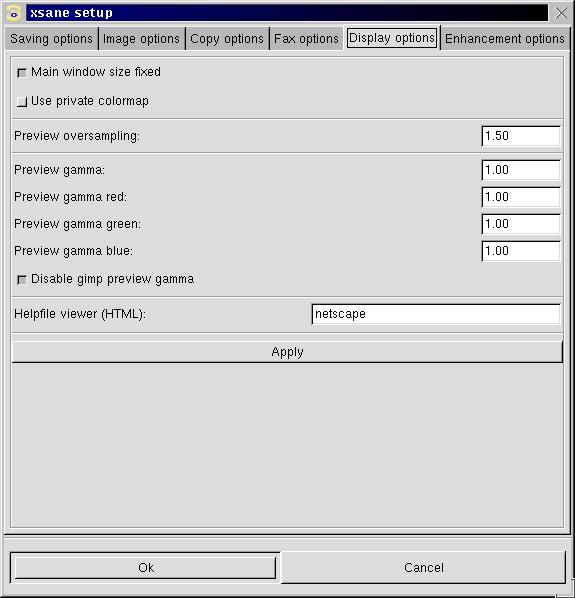 xsane setup
Saving options Image options Copy options Fax options Display options Enhancement options
Main window size fixed
Use private colormap
Preview oversampling: 1.50
Preview gamma: 1.00
Preview gamma red: 1.00
Preview gamma green: 1.00
Preview gamma blue: 1.00
Disable gimp preview gamma
Helpfile viewer (HTML): netscape
Apply
Ok Cancel